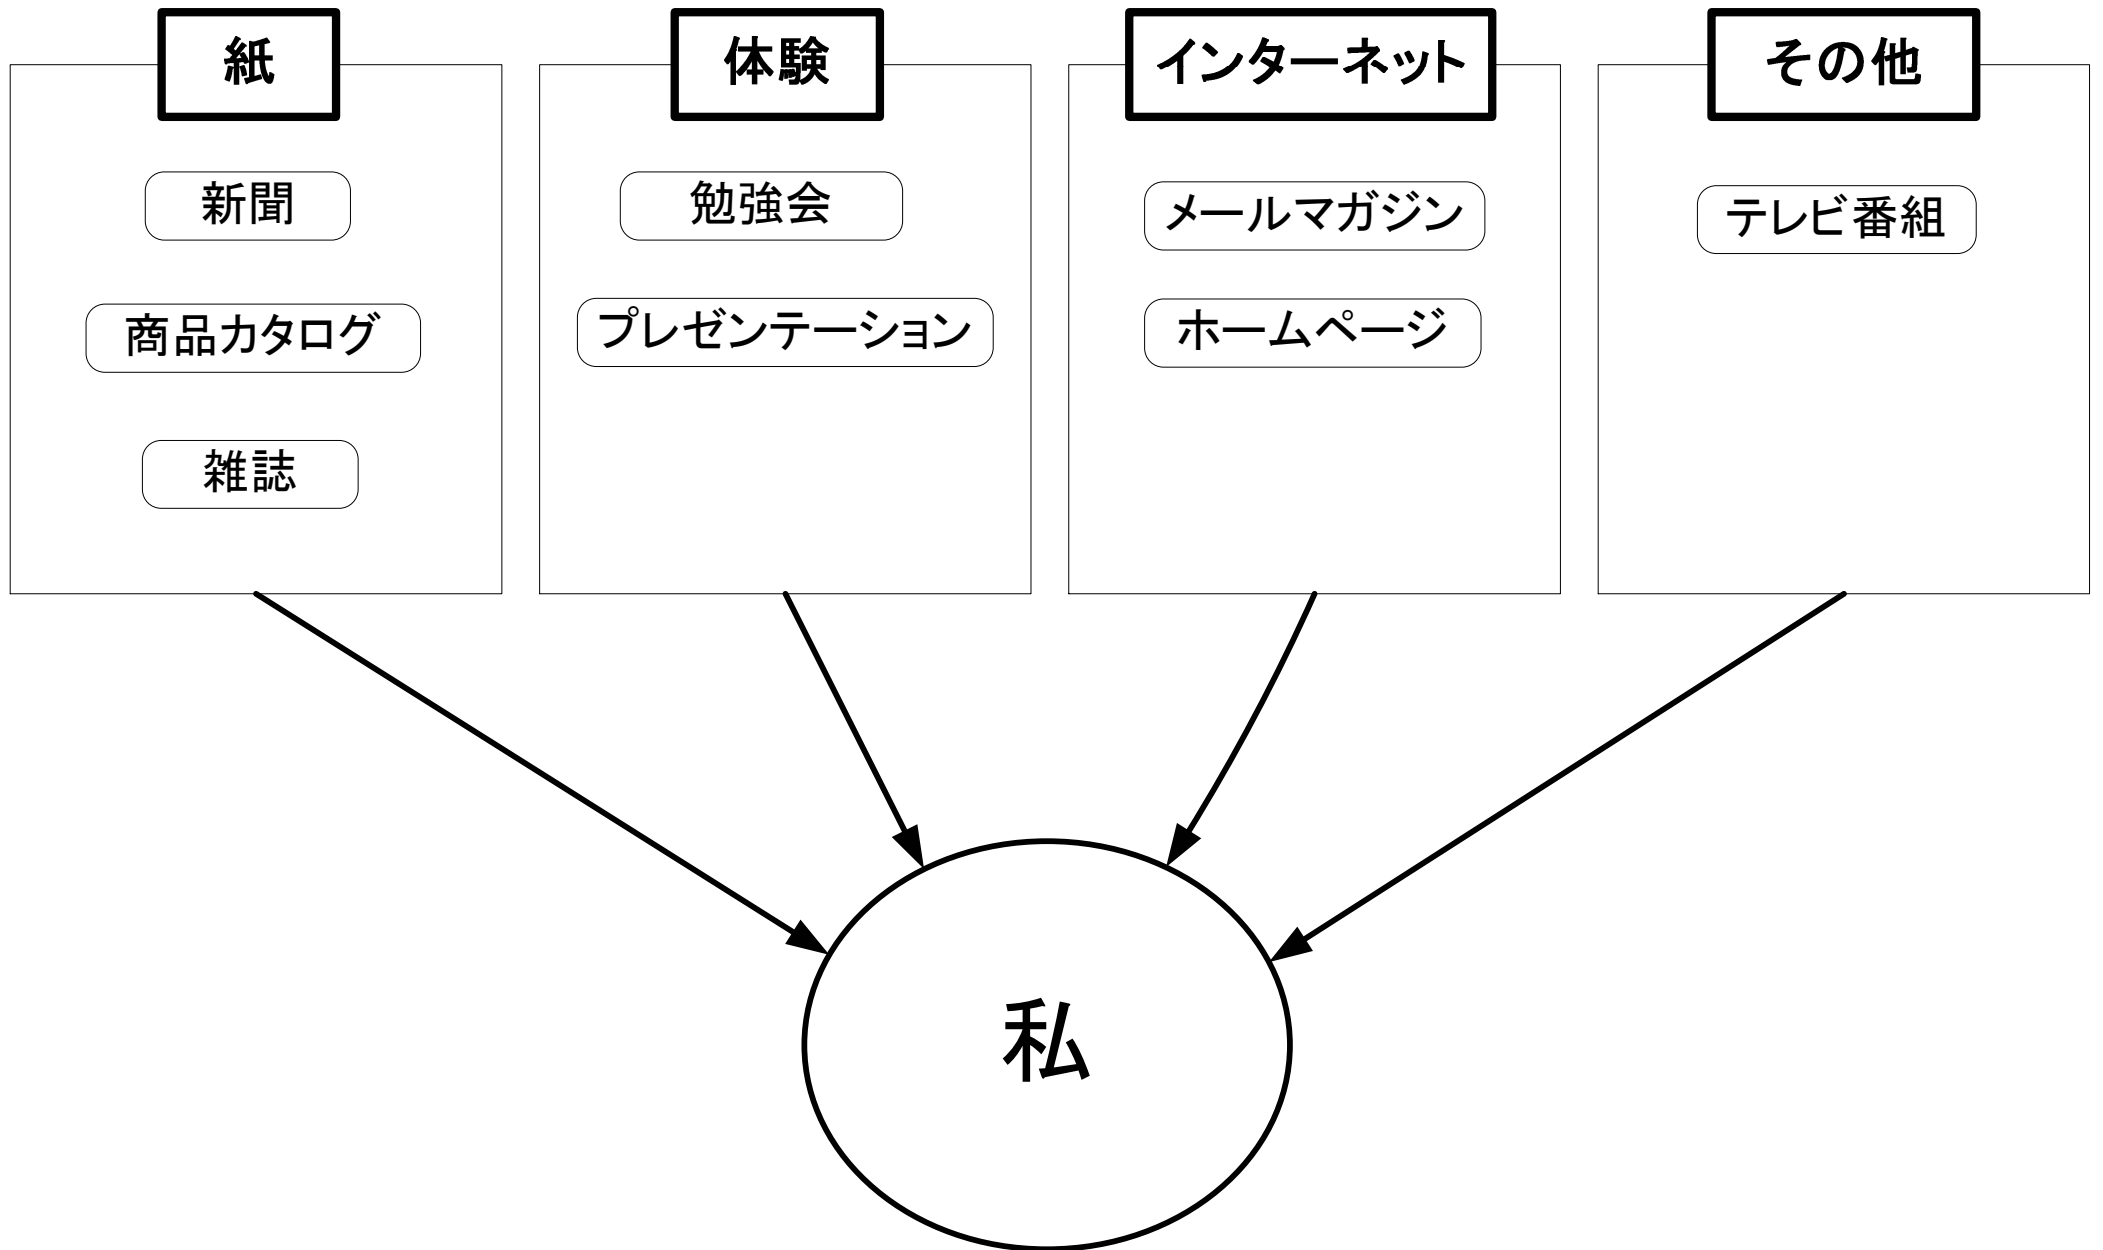 紙
新聞
商品カタログ
雑誌
体験
勉強会
プレゼンテーション
インターネット
メールマガジン
ホームページ
その他
テレビ番組
私